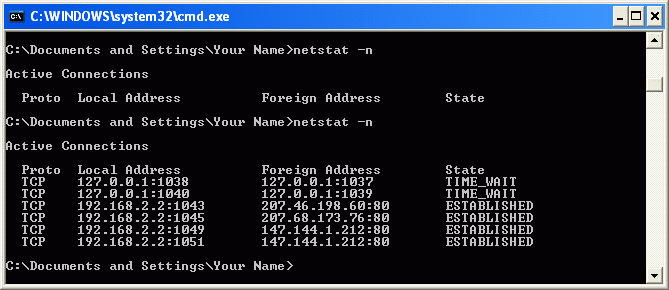 C:\WINDOWS\system32\cmd.exe
C:\Documents and Settings\Your Name>netstat -n
Active Connections
  Proto  Local Address          Foreign Address        State
C:\Documents and Settings\Your Name>netstat -n
Active Connections
  Proto  Local Address          Foreign Address        State
  TCP    127.0.0.1:1038         127.0.0.1:1037         TIME_WAIT
  TCP    127.0.0.1:1040         127.0.0.1:1039         TIME_WAIT
  TCP    192.168.2.2:1043       207.46.198.60:80       ESTABLISHED
  TCP    192.168.2.2:1045       207.68.173.76:80       ESTABLISHED
  TCP    192.168.2.2:1049       147.144.1.212:80       ESTABLISHED
  TCP    192.168.2.2:1051       147.144.1.212:80       ESTABLISHED
C:\Documents and Settings\Your Name>